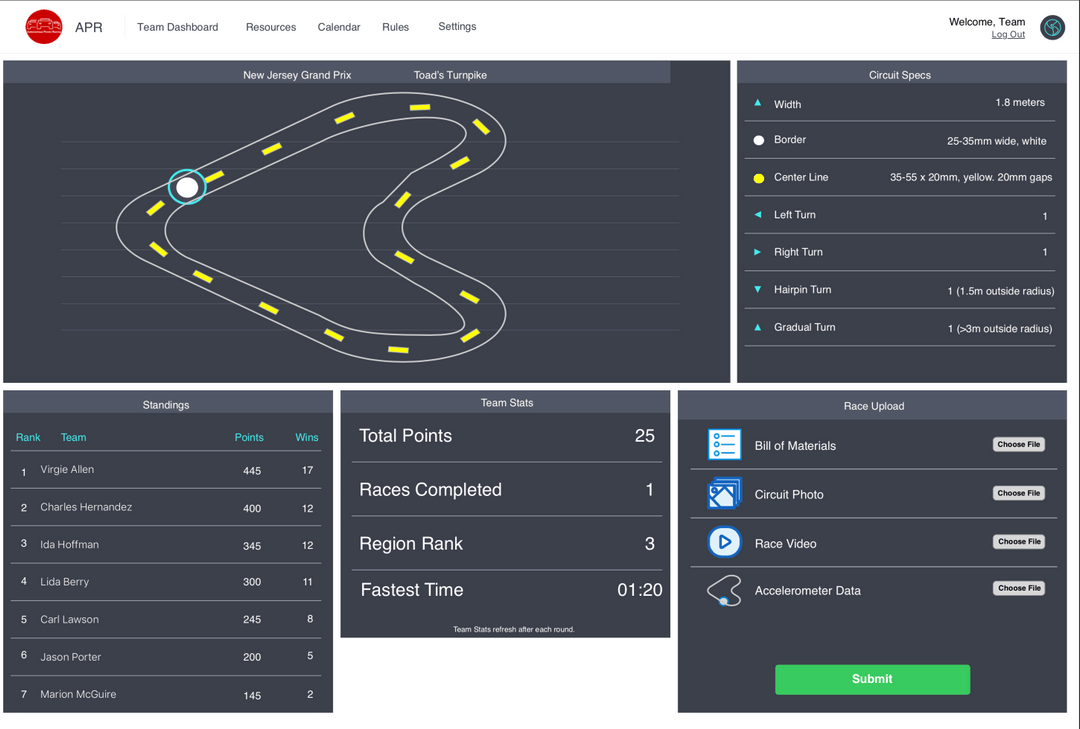 APR Team Dashboard Resources Calendar Rules Settings Welcome, Team
Log Out
New Jersey Grand Prix Toad's Turnpike
Circuit Specs
Width 1.8 meters
Border 25-35mm wide, white
Center Line 35-55 x 20mm, yellow. 20mm gaps
Left Turn 1
Right Turn 1
Hairpin Turn 1 (1.5m outside radius)
Gradual Turn 1 (>3m outside radius)
Standings
Rank Team Points Wins
1 Virgie Allen 445 17
2 Charles Hernandez 400 12
3 Ida Hoffman 345 12
4 Lida Berry 300 11
5 Carl Lawson 245 8
6 Jason Porter 200 5
7 Marion McGuire 145 2
Team Stats
Total Points 25
Races Completed 1
Region Rank 3
Fastest Time 01:20
Team Stats refresh after each round.
Race Upload
Bill of Materials Choose File
Circuit Photo Choose File
Race Video Choose File
Accelerometer Data Choose File
Submit